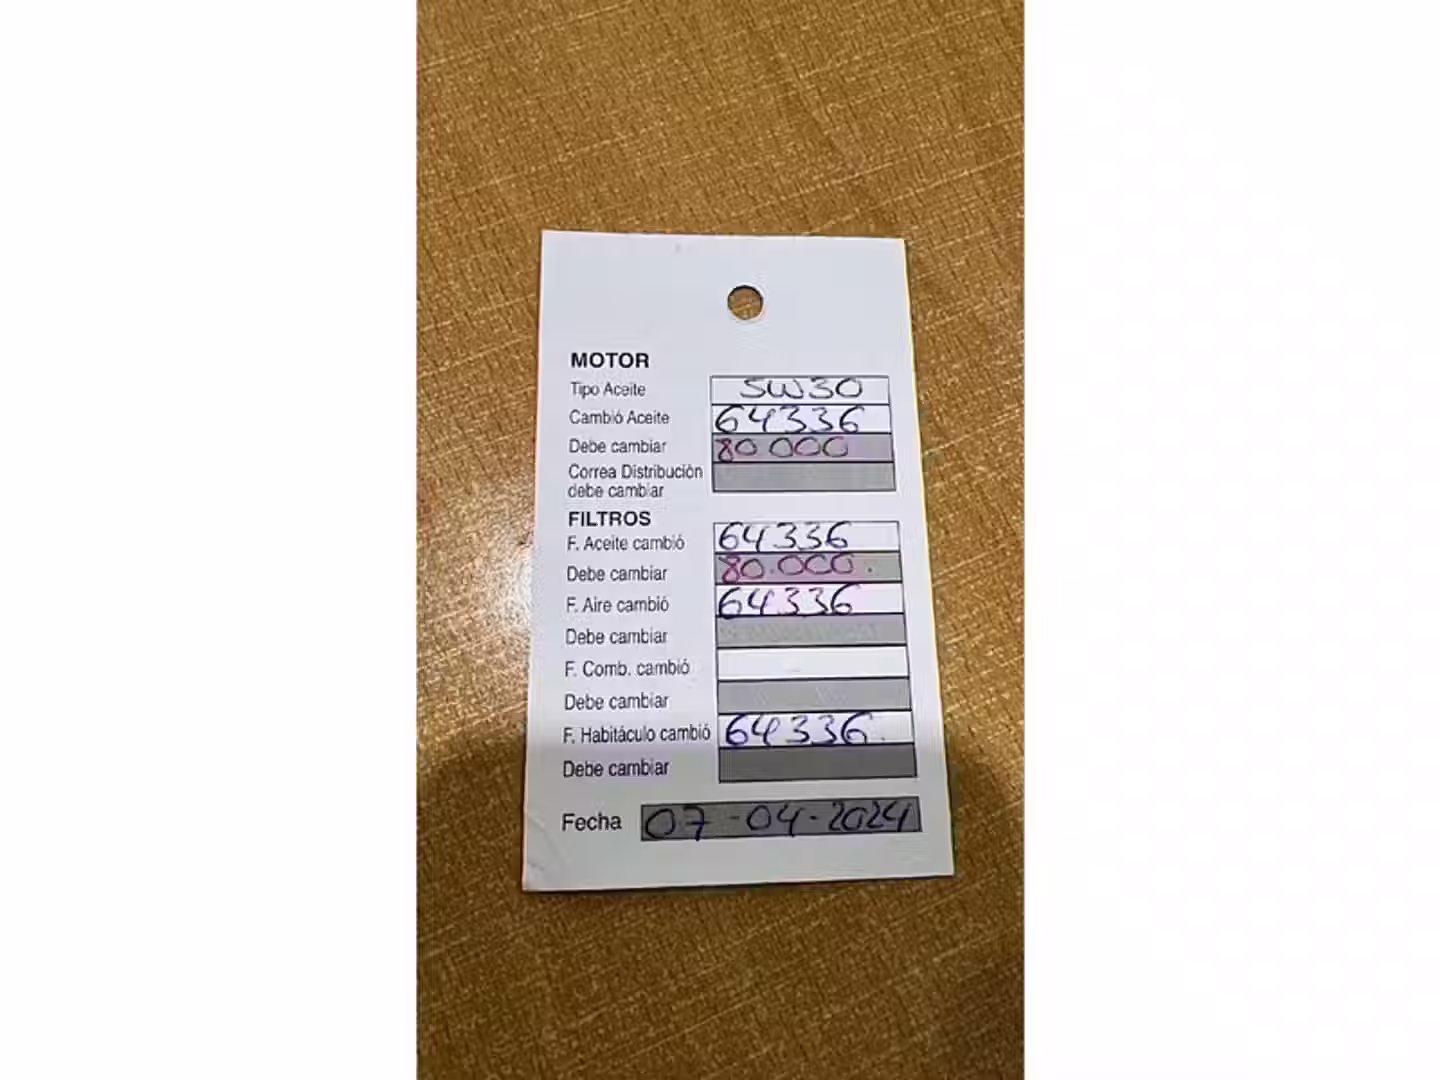 MOTOR
Tipo Aceite 5W30
Cambió Aceite 64336
Debe cambiar 80 000
Correa Distribución
debe cambiar
FILTROS
F. Aceite cambió 64336
Debe cambiar 80.000.
F. Aire cambió 64336
Debe cambiar
F. Comb. cambió
Debe cambiar
F. Habitáculo cambió 64336.
Debe cambiar
Fecha 07-04-2024